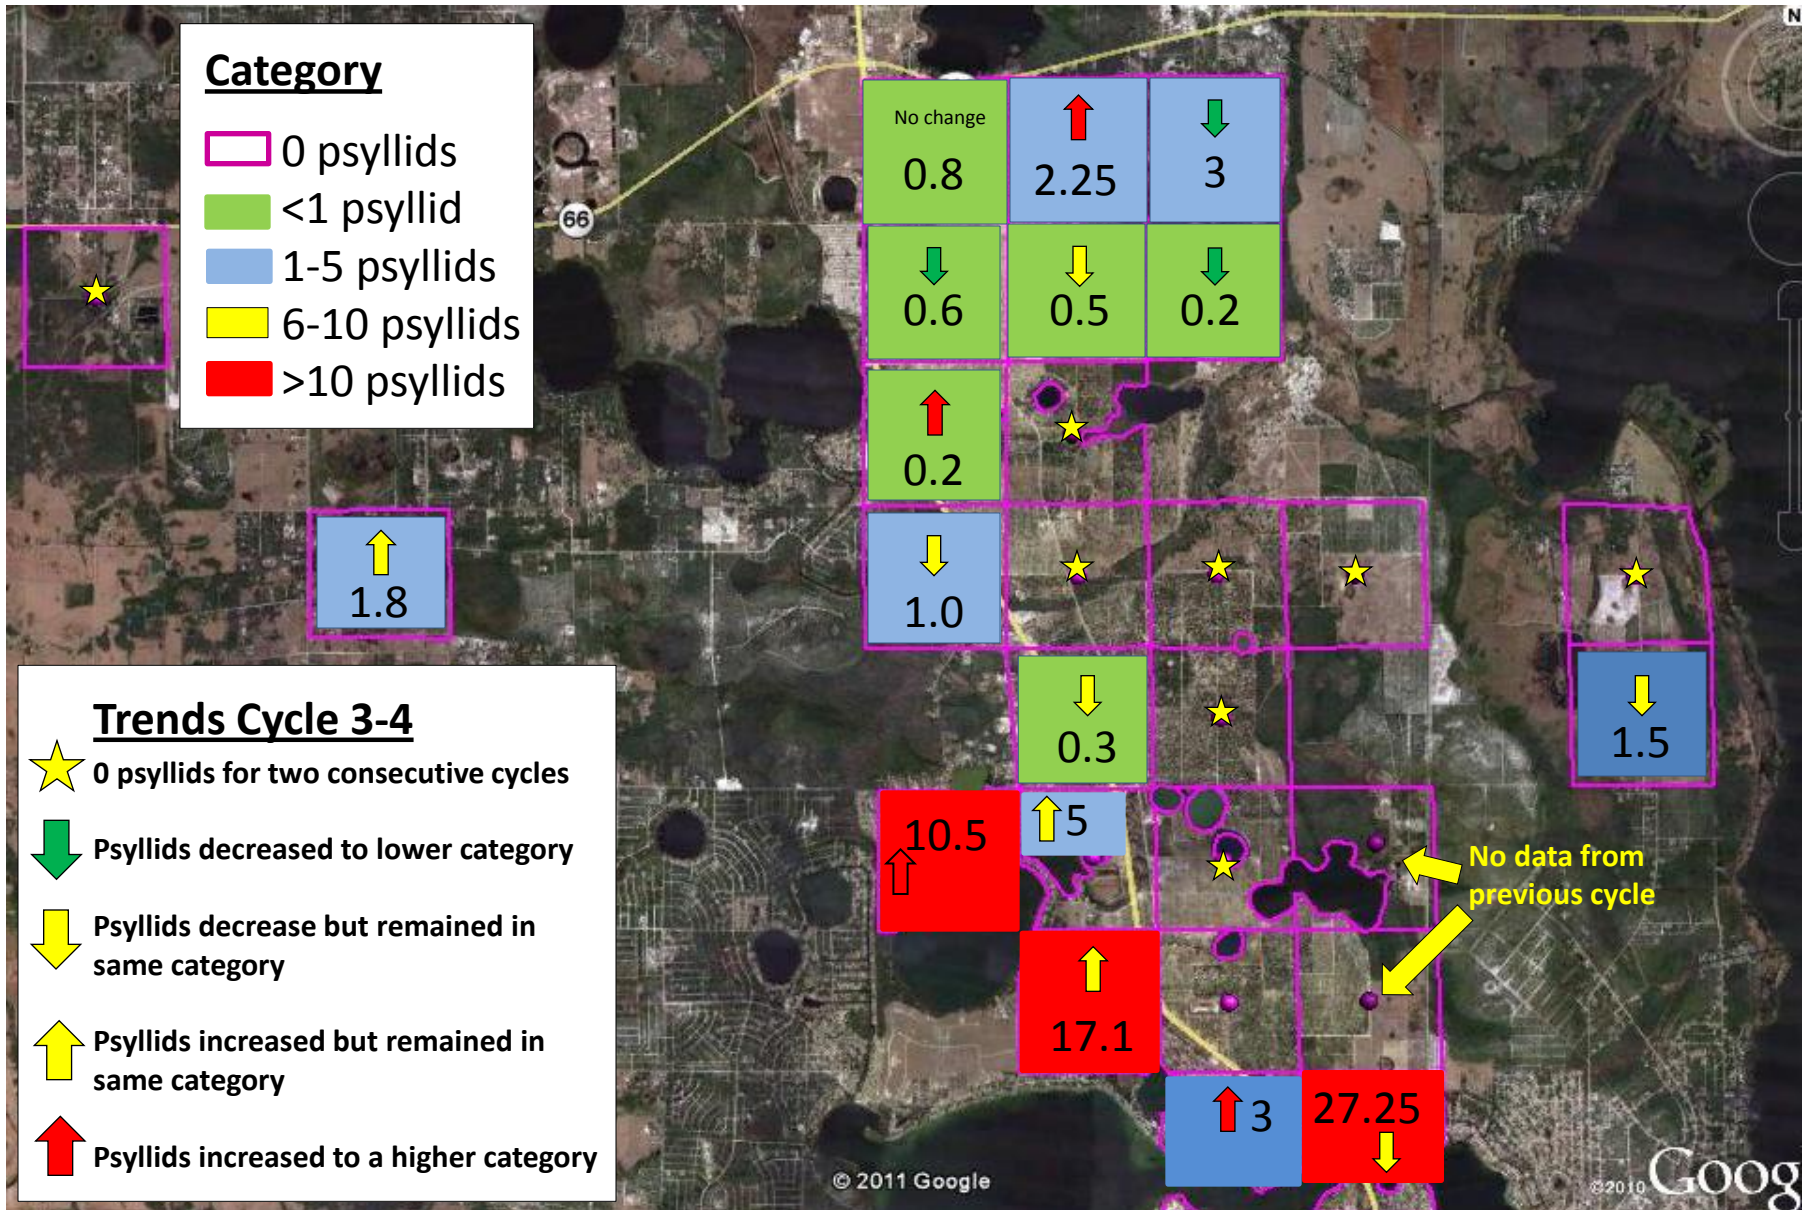 N
Category
0 psyllids
<1 psyllid
1-5 psyllids
6-10 psyllids
>10 psyllids
66
No change
0.8
2.25
3
0.6
0.5
0.2
0.2
1.8
1.0
0.3
1.5
10.5
5
17.1
3
27.25
No data from
previous cycle
Trends Cycle 3-4
0 psyllids for two consecutive cycles
Psyllids decreased to lower category
Psyllids decrease but remained in
same category
Psyllids increased but remained in
same category
Psyllids increased to a higher category
© 2011 Google
©2010 Goog